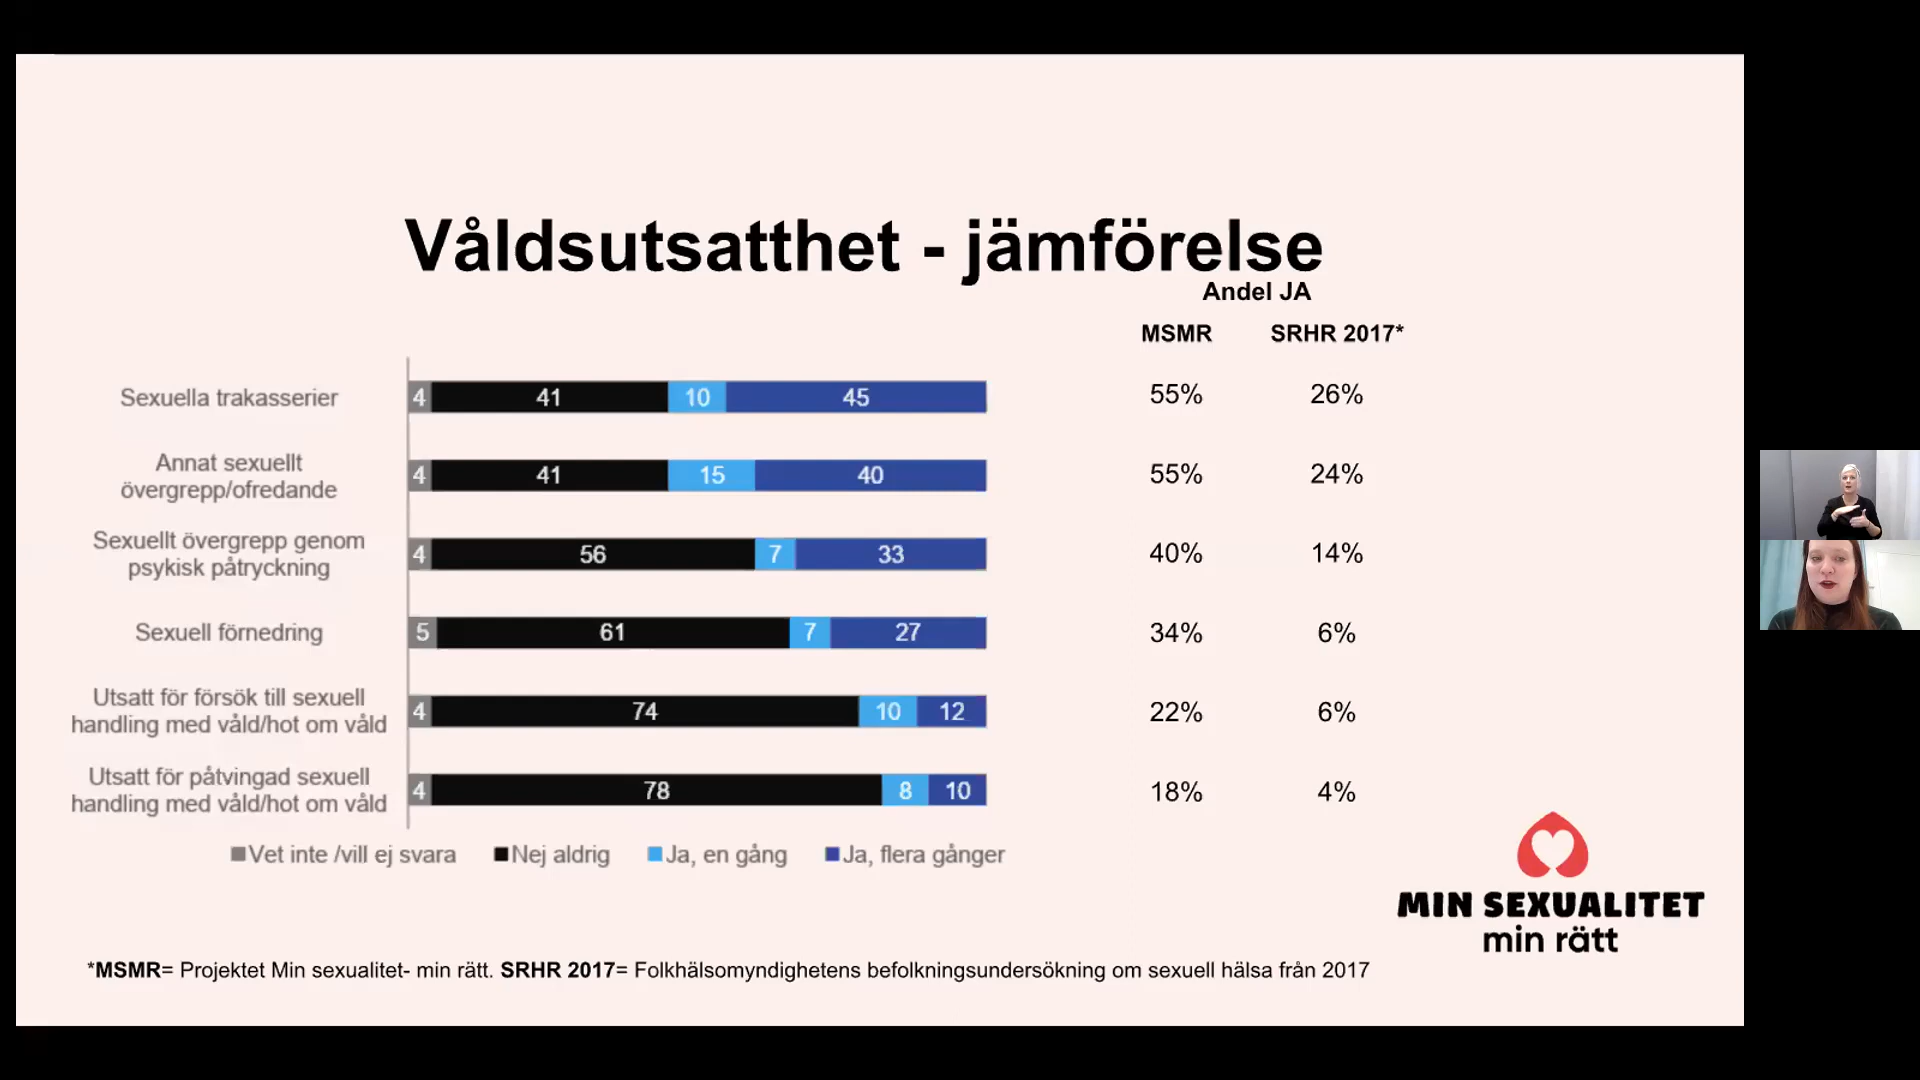 Våldsutsatthet - jämförelse
Andel JA
MSMR SRHR 2017*
Sexuella trakasserier 4 41 10 45 55% 26%
Annat sexuellt
övergrepp/ofredande 4 41 15 40 55% 24%
Sexuellt övergrepp genom
psykisk påtryckning 4 56 7 33 40% 14%
Sexuell förnedring 5 61 7 27 34% 6%
Utsatt för försök till sexuell
handling med våld/hot om våld 4 74 10 12 22% 6%
Utsatt för påtvingad sexuell
handling med våld/hot om våld 4 78 8 10 18% 4%
Vet inte /vill ej svara Nej aldrig Ja, en gång Ja, flera gånger
MIN SEXUALITET
min rätt
*MSMR= Projektet Min sexualitet- min rätt. SRHR 2017= Folkhälsomyndighetens befolkningsundersökning om sexuell hälsa från 2017